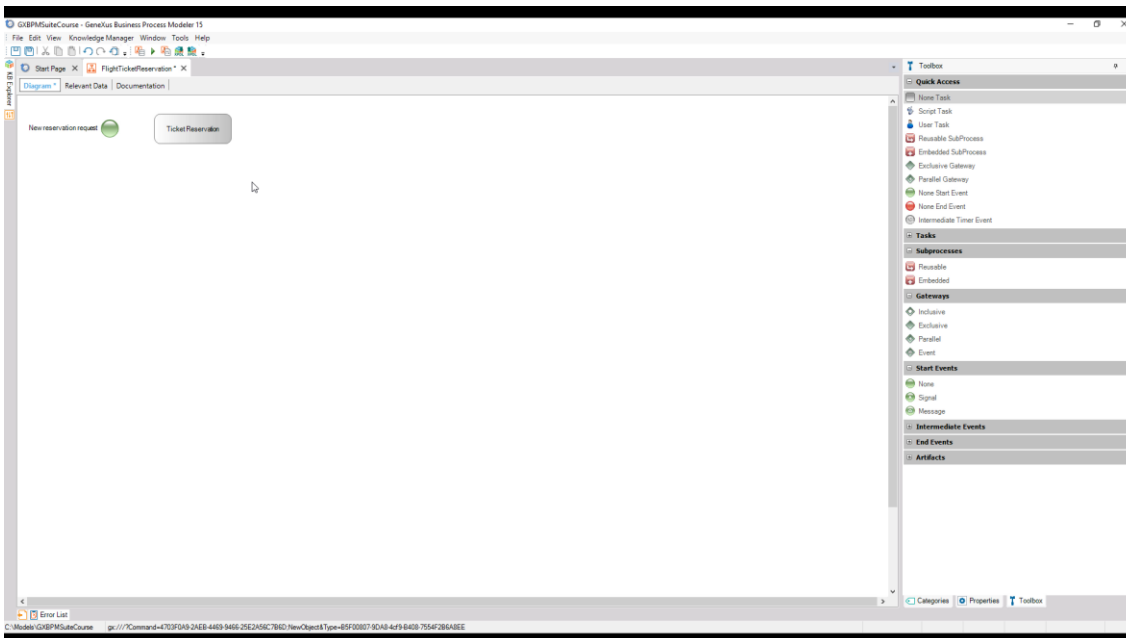 GXBPMSuiteCourse - GeneXus Business Process Modeler 15
File Edit View Knowledge Manager Window Tools Help
Start Page X FlightTicketReservation * X
Diagram * Relevant Data Documentation
KB Explorer
New reservation request
Ticket Reservation
Toolbox
Quick Access
None Task
Script Task
User Task
Reusable SubProcess
Embedded SubProcess
Exclusive Gateway
Parallel Gateway
None Start Event
None End Event
Intermediate Timer Event
Tasks
Subprocesses
Reusable
Embedded
Gateways
Inclusive
Exclusive
Parallel
Event
Start Events
None
Signal
Message
Intermediate Events
End Events
Artifacts
Categories Properties Toolbox
Error List
C:\Models\GXBPMSuiteCourse